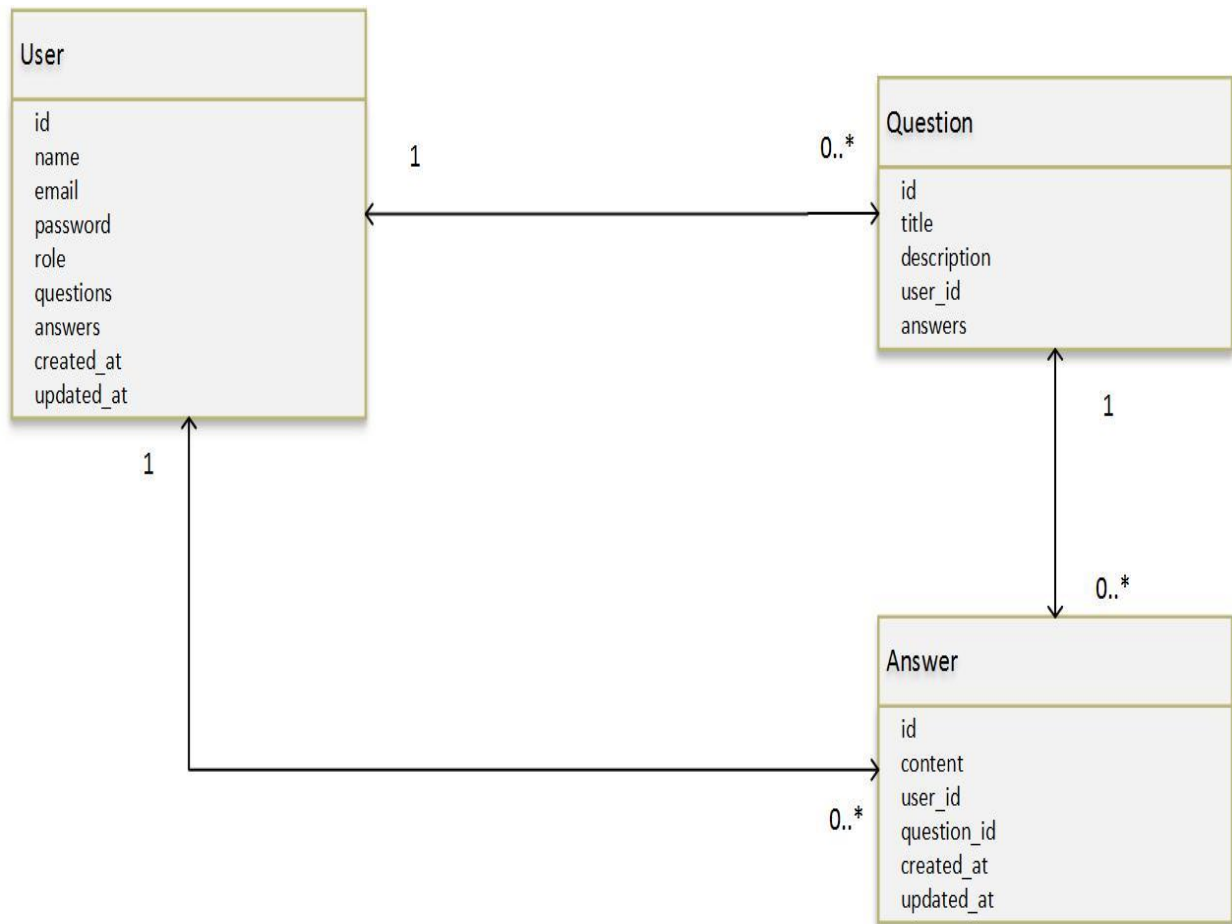 User
id
name
email
password
role
questions
answers
created_at
updated_at
1
0..*
Question
id
title
description
user_id
answers
1
1
0..*
Answer
id
content
user_id
question_id
created_at
updated_at
0..*